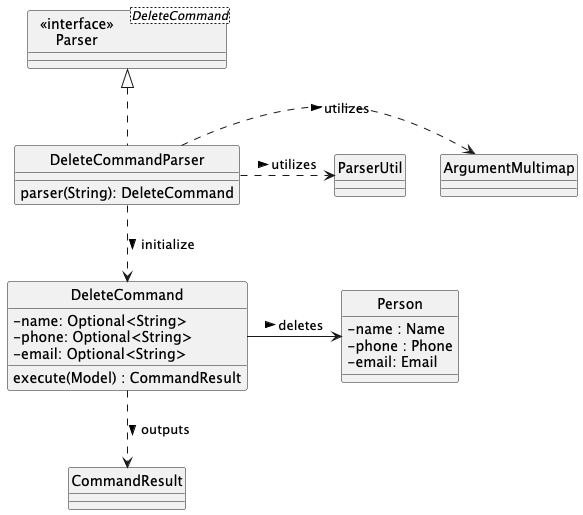 «interface»
Parser
DeleteCommand
utilizes
DeleteCommandParser
parser(String): DeleteCommand
utilizes
ParserUtil
ArgumentMultimap
initialize
DeleteCommand
-name: Optional<String>
-phone: Optional<String>
-email: Optional<String>
execute(Model) : CommandResult
deletes
Person
-name : Name
-phone : Phone
-email: Email
outputs
CommandResult